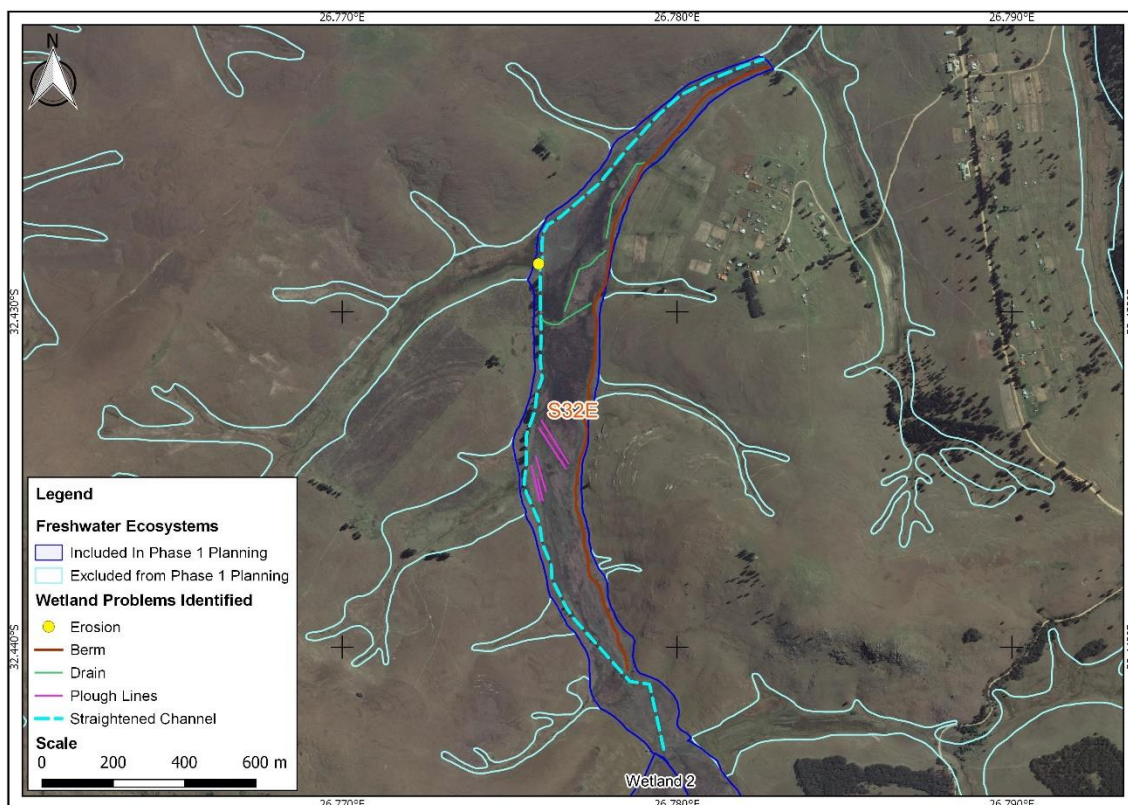 26.770°E 26.780°E 26.790°E
N
32.430°S
S32E
Legend
Freshwater Ecosystems
Included In Phase 1 Planning
Excluded from Phase 1 Planning
Wetland Problems Identified
Erosion
Berm
Drain
Plough Lines
Straightened Channel
Scale
0 200 400 600 m
32.440°S
Wetland 2
26.770°E 26.780°E 26.790°E